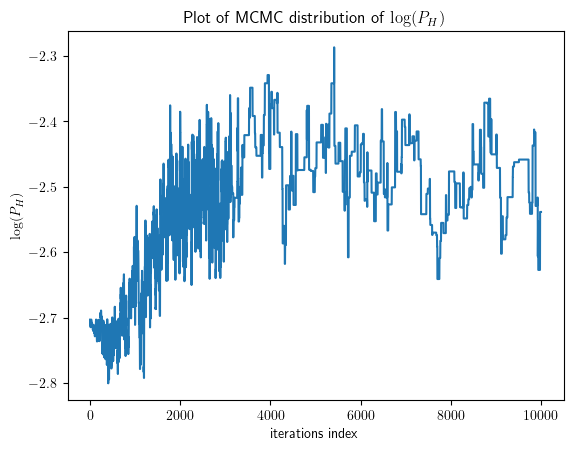 Plot of MCMC distribution of log(P_H)
log(P_H)
−2.3
−2.4
−2.5
−2.6
−2.7
−2.8
0 2000 4000 6000 8000 10000
iterations index